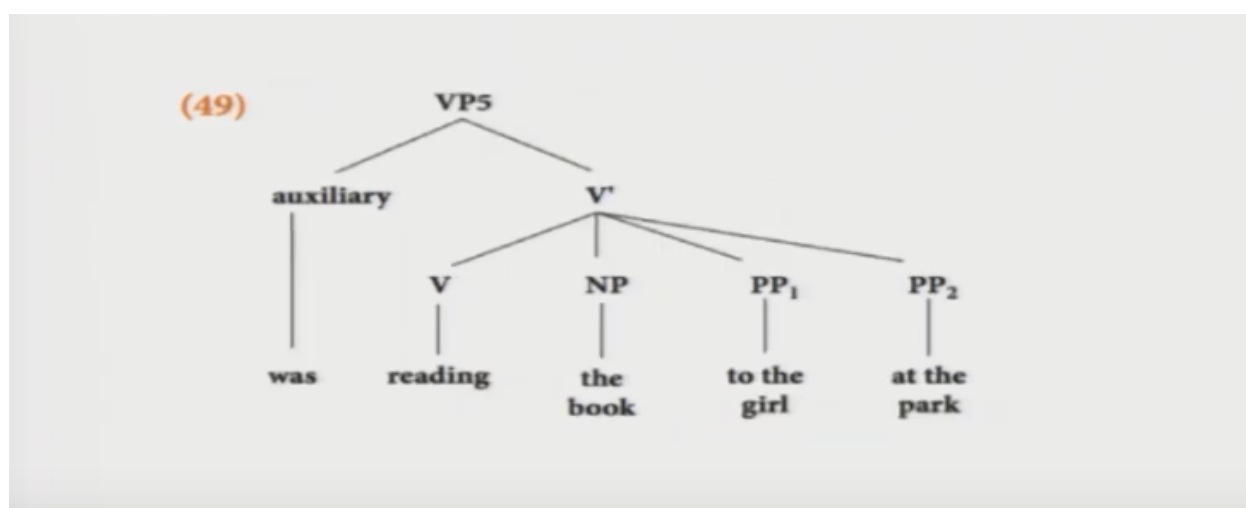 (49) VP5
auxiliary V'
V NP PP₁ PP₂
was reading the book to the girl at the park